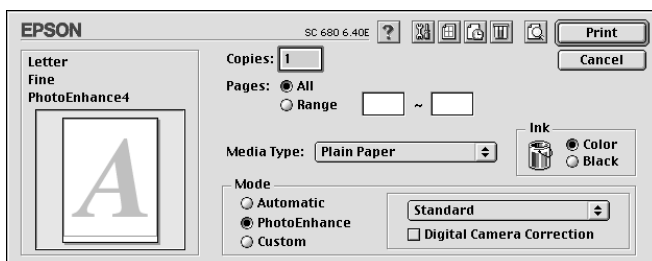 EPSON
SC 680 6.40E
?
Print
Cancel
Letter
Fine
PhotoEnhance4
A
Copies: 1
Pages: All
Range ~
Media Type: Plain Paper
Ink
Color
Black
Mode
Automatic
PhotoEnhance
Custom
Standard
Digital Camera Correction